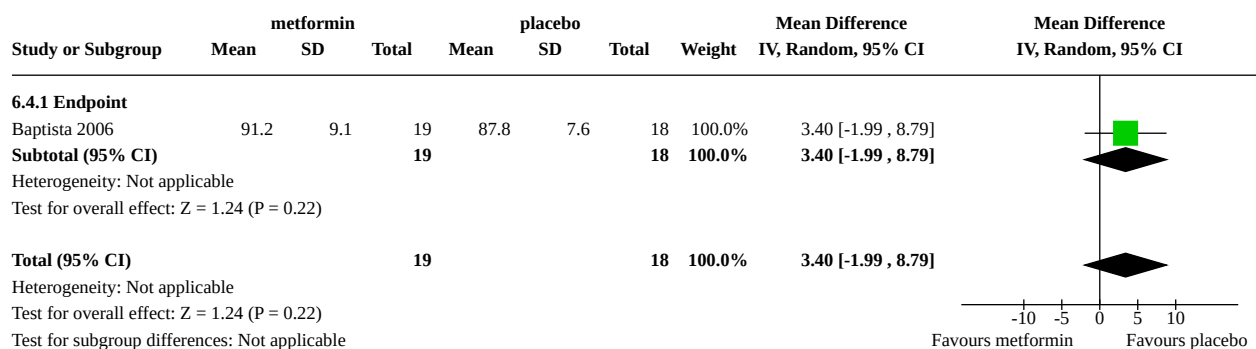 metformin placebo Mean Difference Mean Difference
Study or Subgroup Mean SD Total Mean SD Total Weight IV, Random, 95% CI IV, Random, 95% CI
6.4.1 Endpoint
Baptista 2006 91.2 9.1 19 87.8 7.6 18 100.0% 3.40 [-1.99 , 8.79]
Subtotal (95% CI) 19 18 100.0% 3.40 [-1.99 , 8.79]
Heterogeneity: Not applicable
Test for overall effect: Z = 1.24 (P = 0.22)
Total (95% CI) 19 18 100.0% 3.40 [-1.99 , 8.79]
Heterogeneity: Not applicable
Test for overall effect: Z = 1.24 (P = 0.22)
-10 -5 0 5 10
Test for subgroup differences: Not applicable
Favours metformin Favours placebo